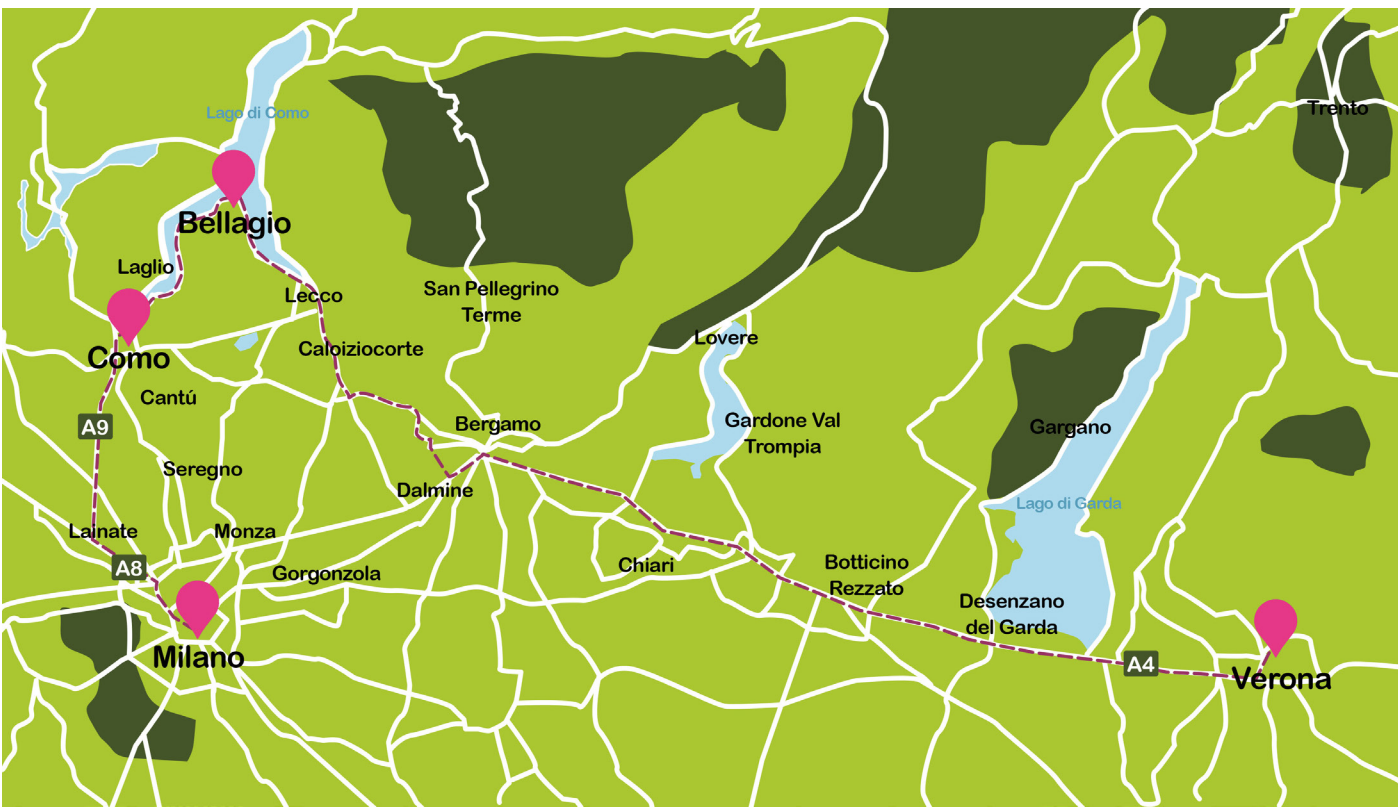 Trento
Lago di Como
Bellagio
Laglio
Lecco
San Pellegrino
Terme
Como
Caloiziocorte
Lovere
Cantú
A9
Bergamo
Gardone Val
Trompia
Gargano
Seregno
Dalmine
Lago di Garda
Lainate
Monza
A8
Gorgonzola
Chiari
Botticino
Rezzato
Desenzano
del Garda
Milano
A4
Verona